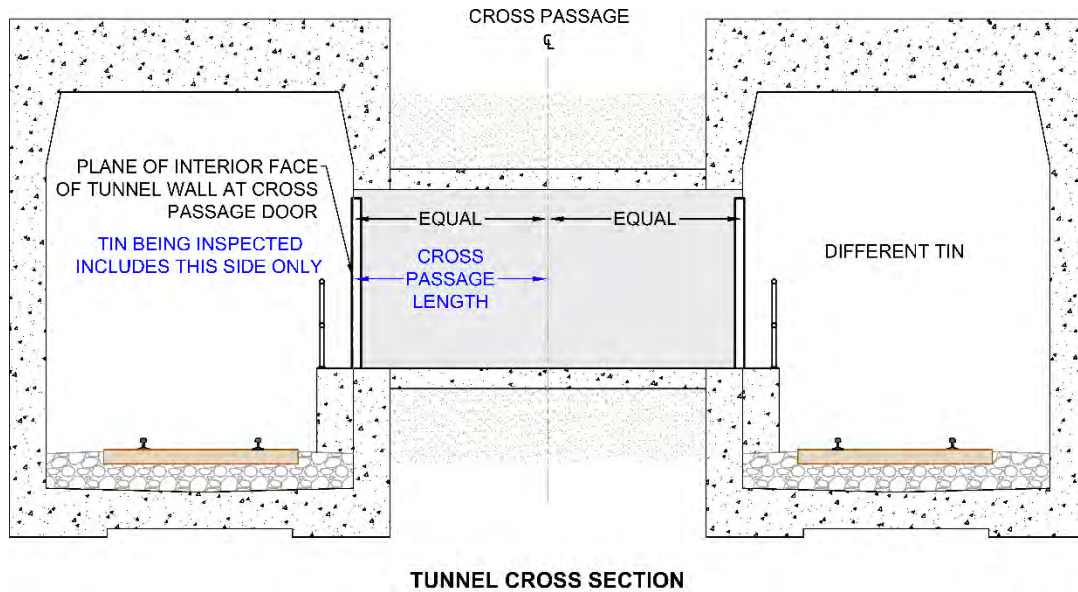 CROSS PASSAGE
℄
PLANE OF INTERIOR FACE
OF TUNNEL WALL AT CROSS
PASSAGE DOOR
TIN BEING INSPECTED
INCLUDES THIS SIDE ONLY
EQUAL
EQUAL
CROSS
PASSAGE
LENGTH
DIFFERENT TIN
TUNNEL CROSS SECTION